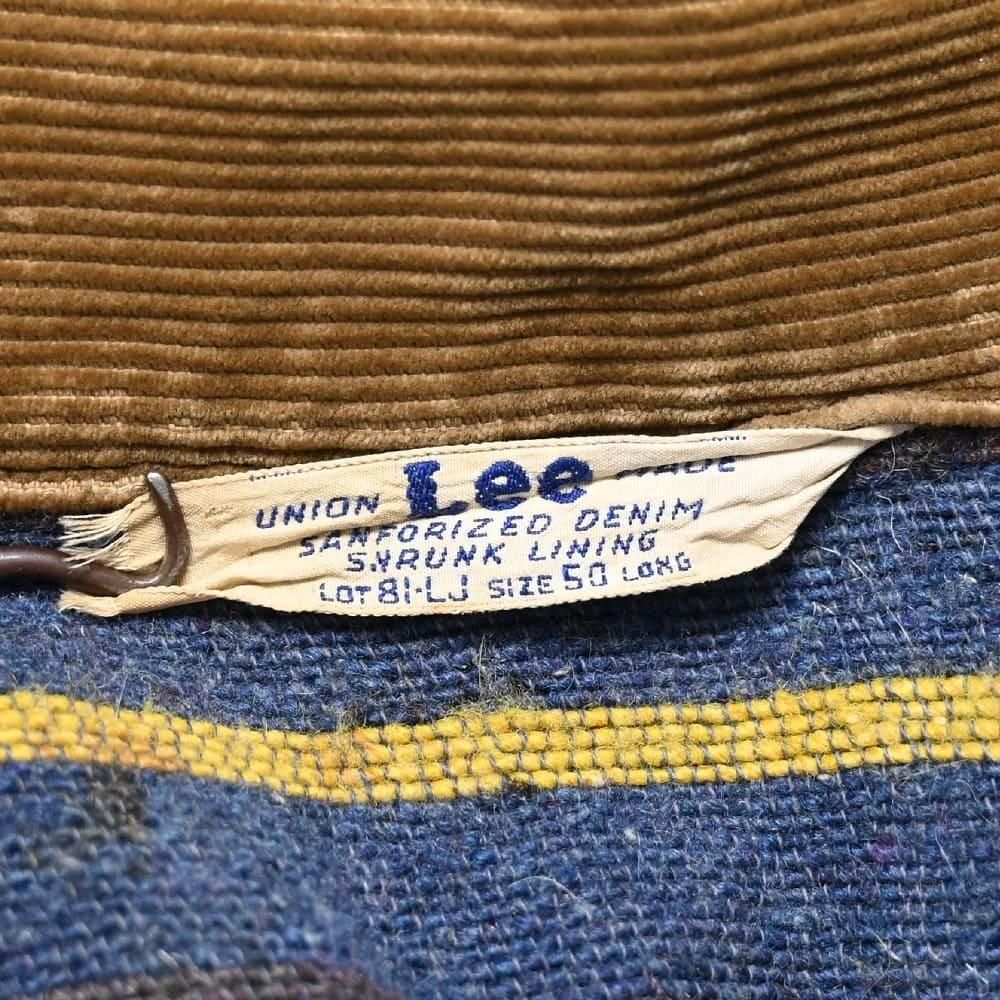 UNION Lee MADE
SANFORIZED DENIM
SHRUNK LINING
LOT 81-LJ SIZE 50 LONG